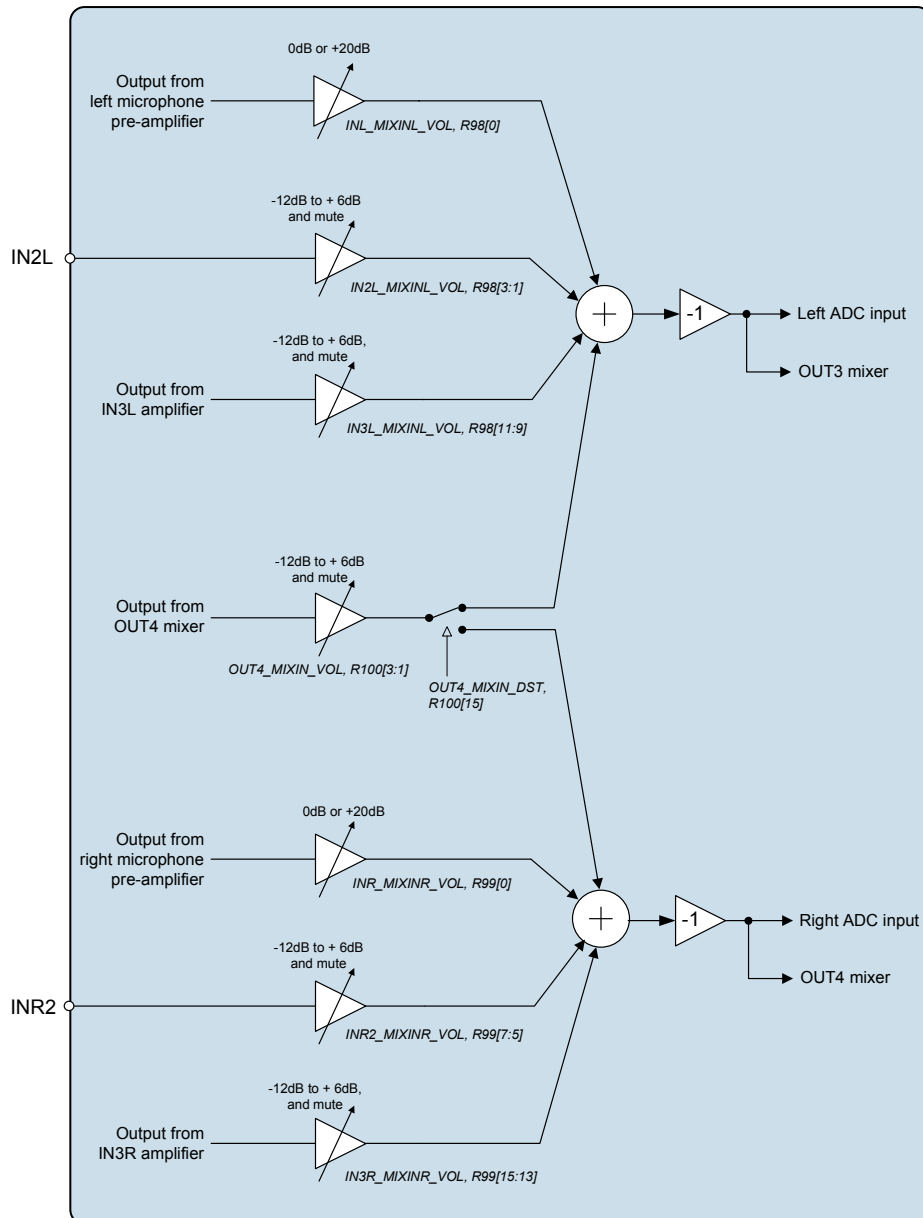 0dB or +20dB
Output from
left microphone
pre-amplifier
INL_MIXINL_VOL, R98[0]
-12dB to + 6dB
and mute
IN2L
IN2L_MIXINL_VOL, R98[3:1]
+
-1
Left ADC input
OUT3 mixer
-12dB to + 6dB,
and mute
Output from
IN3L amplifier
IN3L_MIXINL_VOL, R98[11:9]
-12dB to + 6dB
and mute
Output from
OUT4 mixer
OUT4_MIXIN_VOL, R100[3:1]
OUT4_MIXIN_DST,
R100[15]
0dB or +20dB
Output from
right microphone
pre-amplifier
INR_MIXINR_VOL, R99[0]
+
-1
Right ADC input
OUT4 mixer
-12dB to + 6dB
and mute
INR2
INR2_MIXINR_VOL, R99[7:5]
-12dB to + 6dB,
and mute
Output from
IN3R amplifier
IN3R_MIXINR_VOL, R99[15:13]